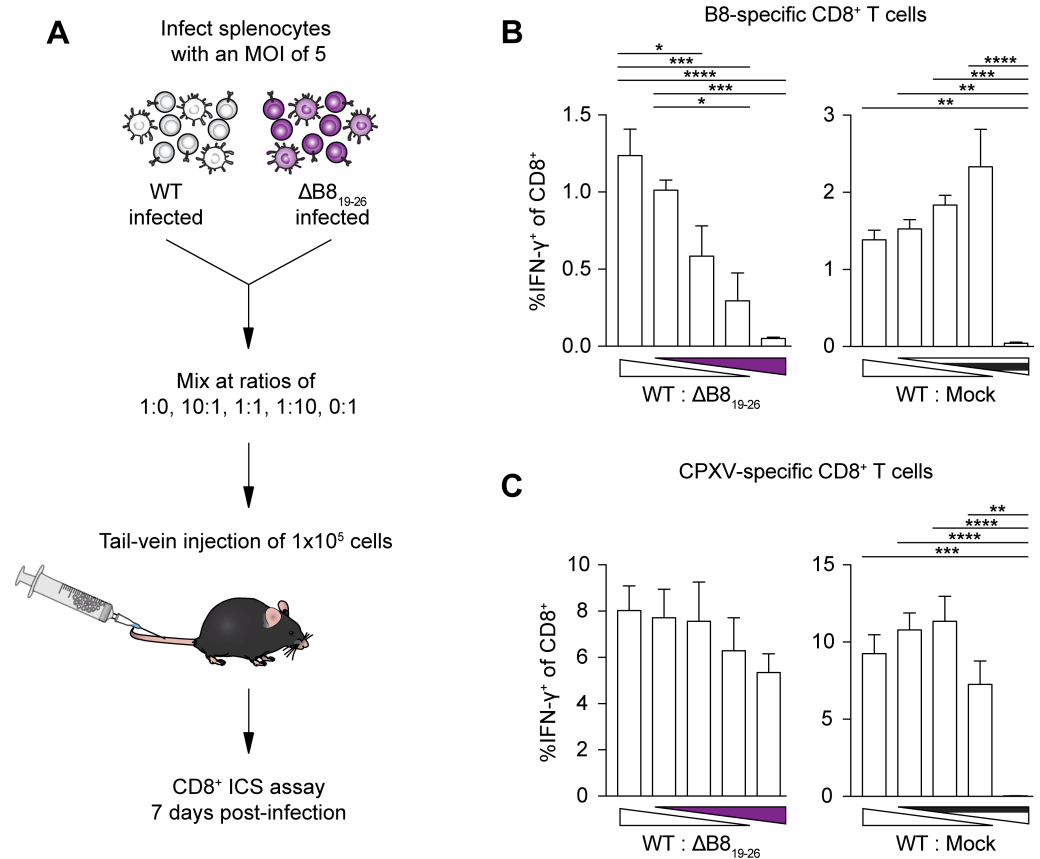 A
Infect splenocytes
with an MOI of 5
WT
infected
ΔB8₁₉₋₂₆
infected
Mix at ratios of
1:0, 10:1, 1:1, 1:10, 0:1
Tail-vein injection of 1x10⁵ cells
CD8⁺ ICS assay
7 days post-infection
B
B8-specific CD8⁺ T cells
*
***
****
***
*
%IFN-γ⁺ of CD8⁺
1.5
1.0
0.5
0.0
WT : ΔB8₁₉₋₂₆
****
***
**
**
3
2
1
0
WT : Mock
C
CPXV-specific CD8⁺ T cells
%IFN-γ⁺ of CD8⁺
10
8
6
4
2
0
WT : ΔB8₁₉₋₂₆
**
****
****
***
15
10
5
0
WT : Mock